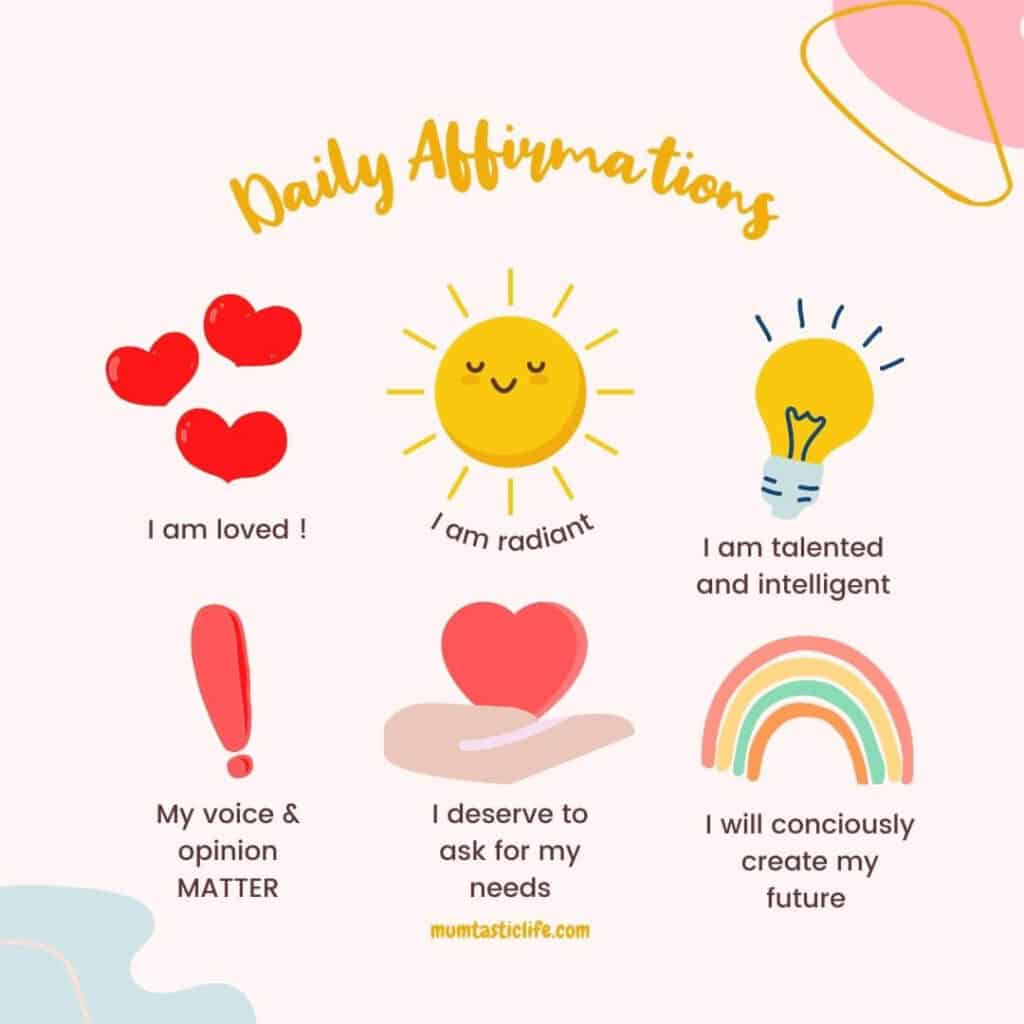 Daily Affirmations
I am loved !
I am radiant
I am talented
and intelligent
My voice &
opinion
MATTER
I deserve to
ask for my
needs
I will conciously
create my
future
mumtasticlife.com